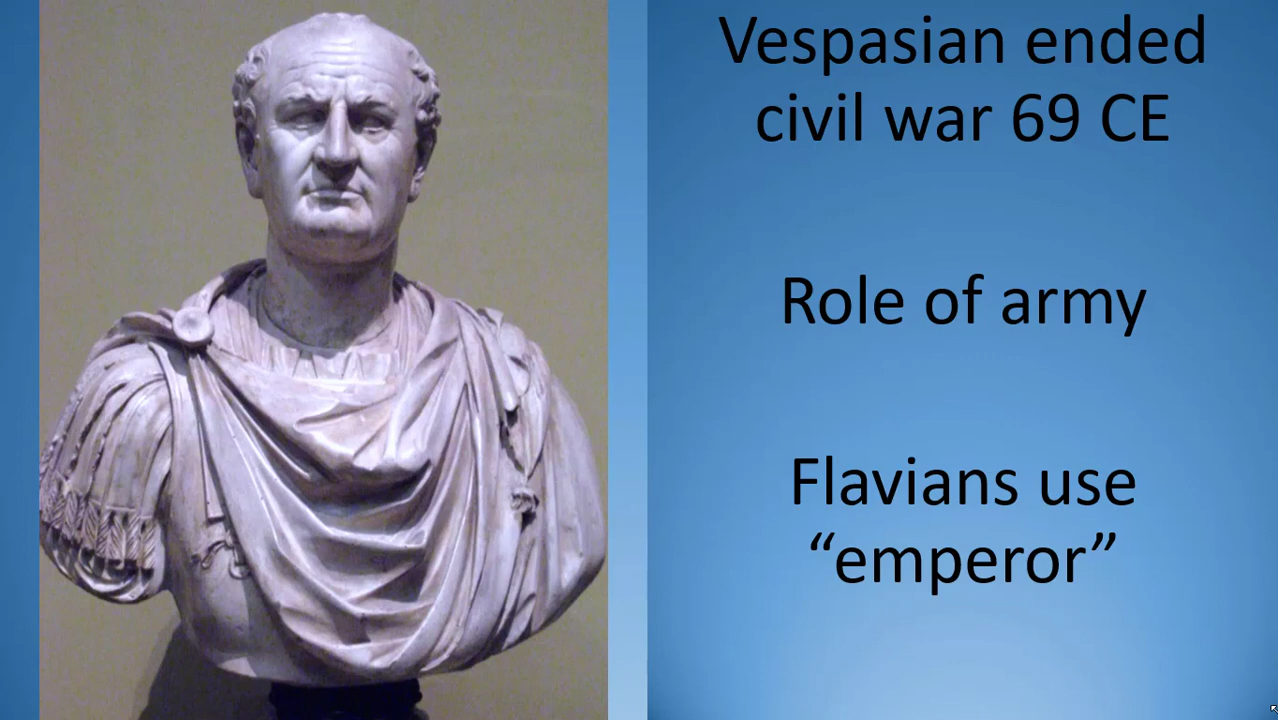 Vespasian ended
civil war 69 CE
Role of army
Flavians use
“emperor”